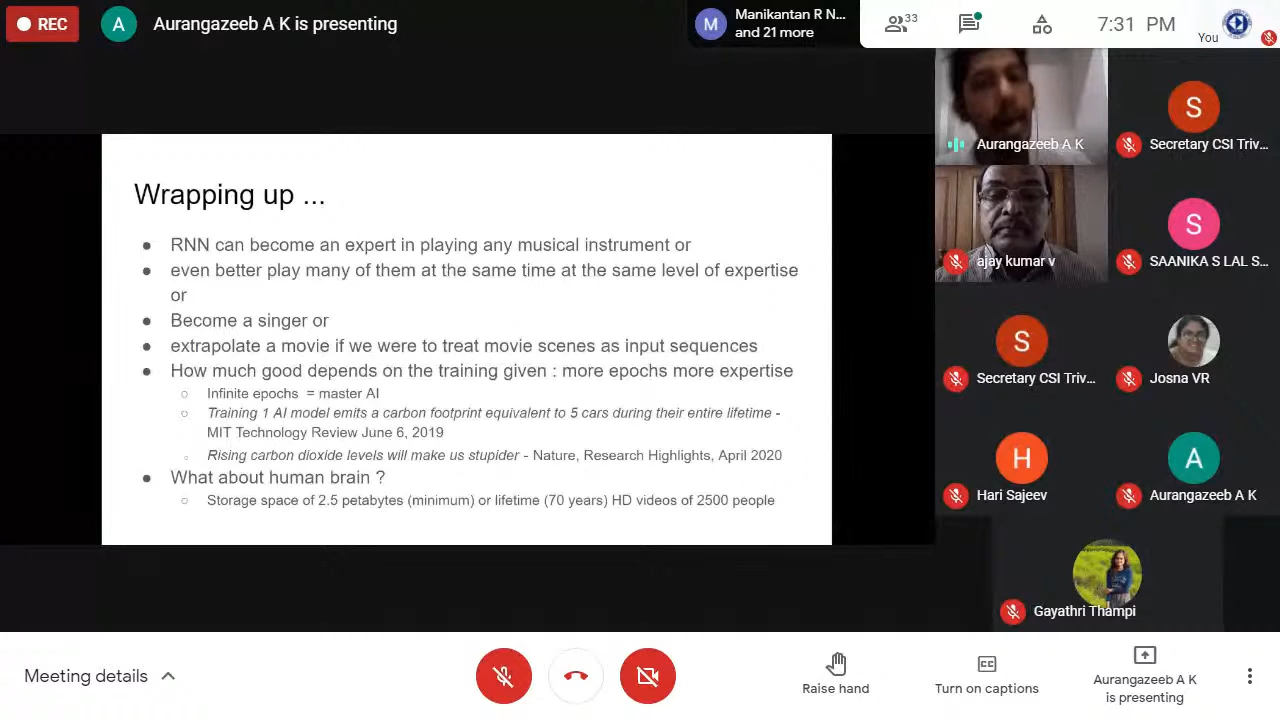 REC
A
Aurangazeeb A K is presenting
M
Manikantan R N...
and 21 more
33
7:31 PM
You
Wrapping up ...
● RNN can become an expert in playing any musical instrument or
● even better play many of them at the same time at the same level of expertise
or
● Become a singer or
● extrapolate a movie if we were to treat movie scenes as input sequences
● How much good depends on the training given : more epochs more expertise
○ Infinite epochs = master AI
○ Training 1 AI model emits a carbon footprint equivalent to 5 cars during their entire lifetime -
MIT Technology Review June 6, 2019
○ Rising carbon dioxide levels will make us stupider - Nature, Research Highlights, April 2020
● What about human brain ?
○ Storage space of 2.5 petabytes (minimum) or lifetime (70 years) HD videos of 2500 people
Aurangazeeb A K
S
Secretary CSI Triv...
ajay kumar v
S
SAANIKA S LAL S...
S
Secretary CSI Triv...
Josna VR
H
Hari Sajeev
A
Aurangazeeb A K
Gayathri Thampi
Meeting details
Raise hand
CC
Turn on captions
Aurangazeeb A K
is presenting